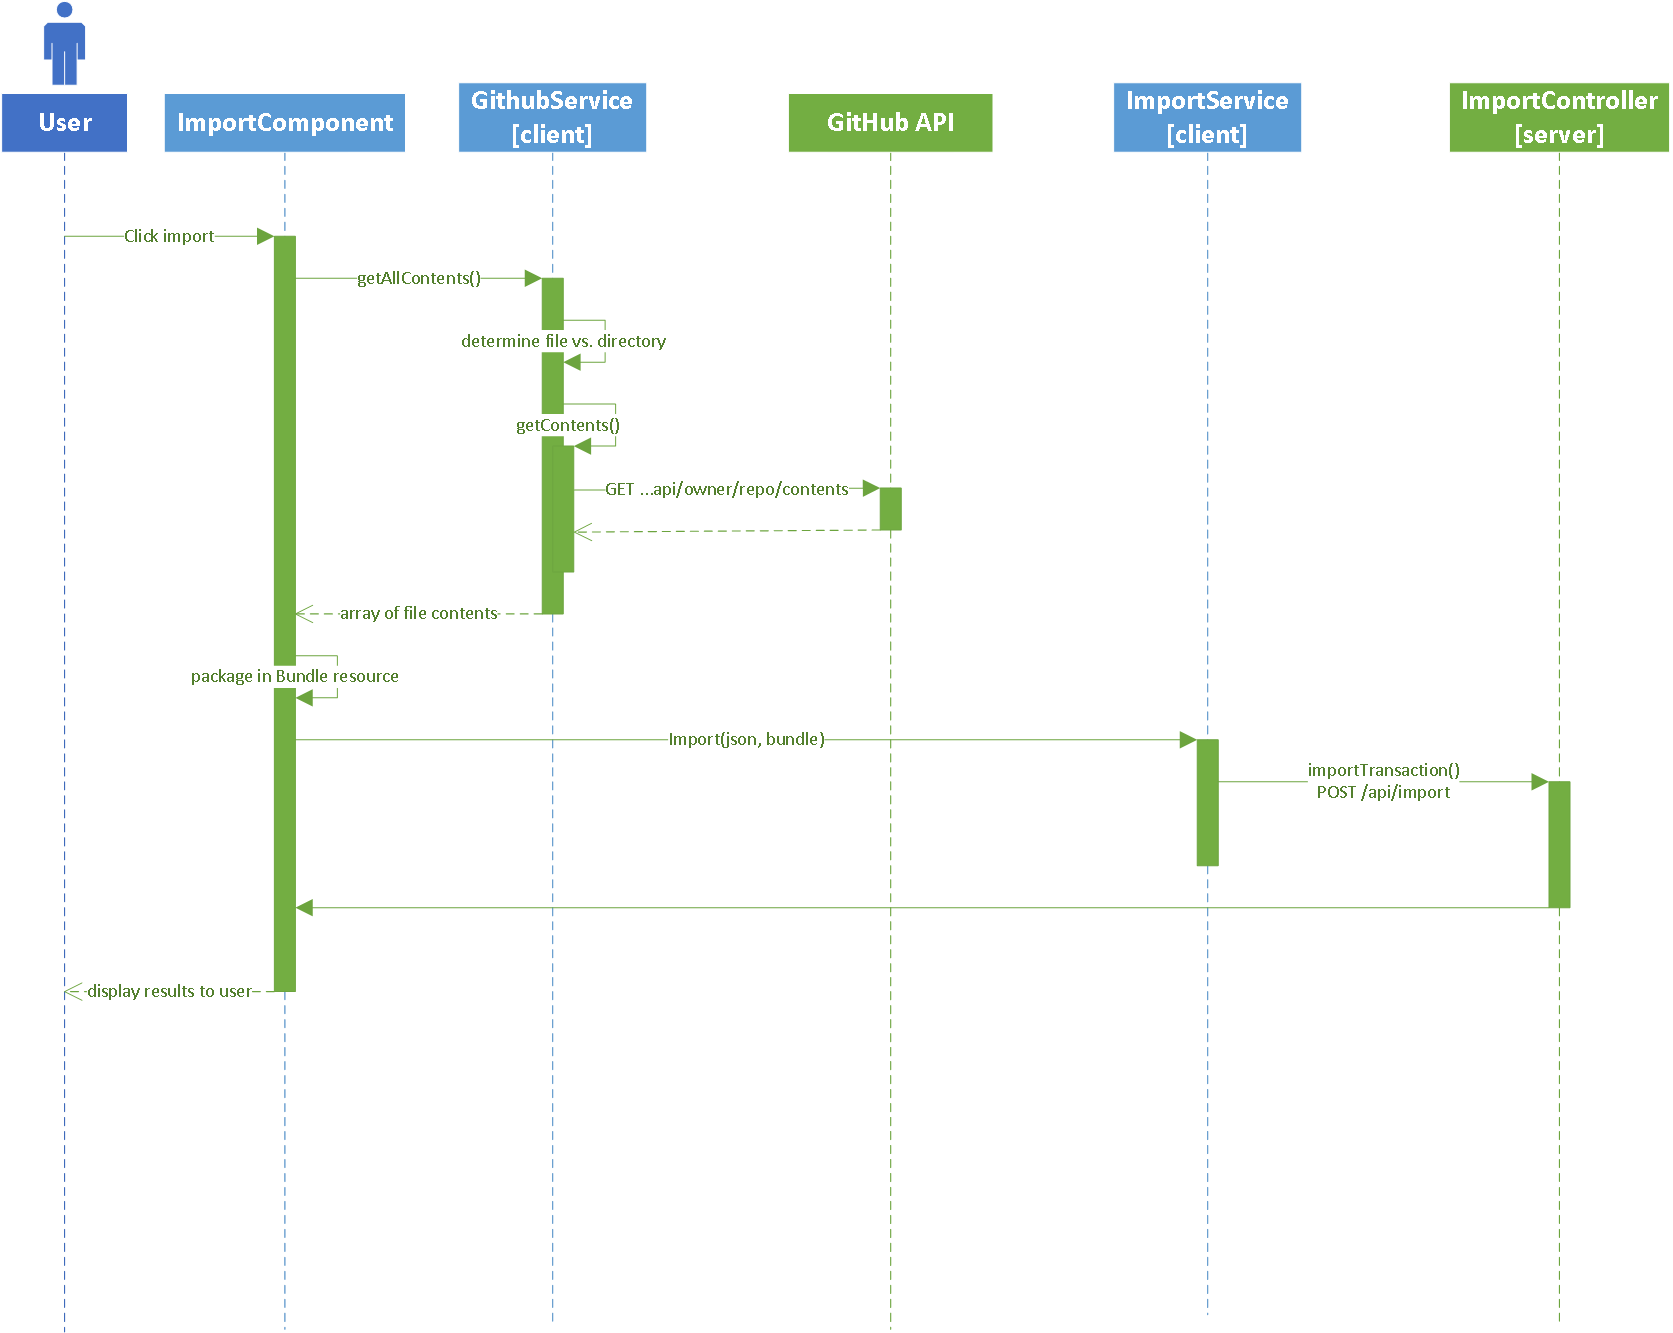 User
ImportComponent
GithubService
[client]
GitHub API
ImportService
[client]
ImportController
[server]
Click import
getAllContents()
determine file vs. directory
getContents()
GET ...api/owner/repo/contents
array of file contents
package in Bundle resource
Import(json, bundle)
importTransaction()
POST /api/import
display results to user